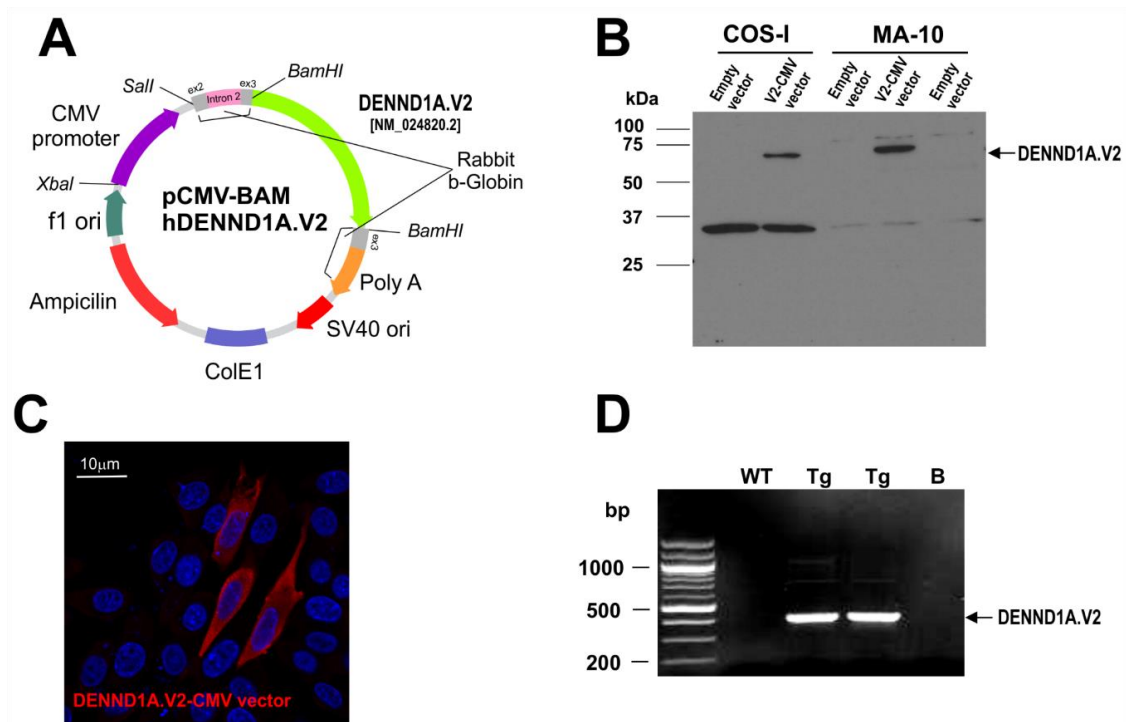 A
SalI
ex2
Intron 2
ex3
BamHI
CMV
promoter
DENND1A.V2
[NM_024820.2]
Rabbit
b-Globin
XbaI
f1 ori
pCMV-BAM
hDENND1A.V2
BamHI
ex3
Poly A
Ampicilin
SV40 ori
ColE1
B
COS-I
MA-10
Empty
vector
V2-CMV
vector
Empty
vector
V2-CMV
vector
Empty
vector
kDa
100
75
DENND1A.V2
50
37
25
C
10µm
DENND1A.V2-CMV vector
D
WT Tg Tg B
bp
1000
500
DENND1A.V2
200